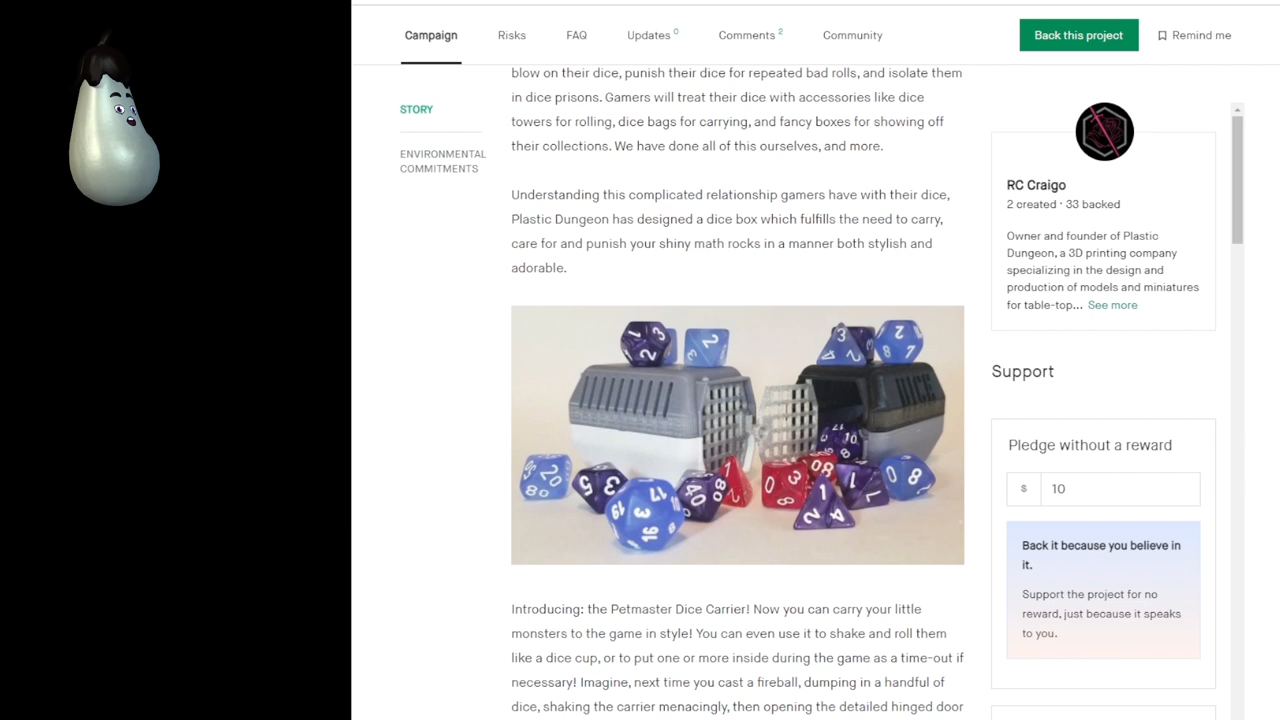 Campaign
Risks
FAQ
Updates 0
Comments 2
Community
Back this project
Remind me
STORY
ENVIRONMENTAL
COMMITMENTS
blow on their dice, punish their dice for repeated bad rolls, and isolate them
in dice prisons. Gamers will treat their dice with accessories like dice
towers for rolling, dice bags for carrying, and fancy boxes for showing off
their collections. We have done all of this ourselves, and more.
Understanding this complicated relationship gamers have with their dice,
Plastic Dungeon has designed a dice box which fulfills the need to carry,
care for and punish your shiny math rocks in a manner both stylish and
adorable.
DICE
Introducing: the Petmaster Dice Carrier! Now you can carry your little
monsters to the game in style! You can even use it to shake and roll them
like a dice cup, or to put one or more inside during the game as a time-out if
necessary! Imagine, next time you cast a fireball, dumping in a handful of
dice, shaking the carrier menacingly, then opening the detailed hinged door
RC Craigo
2 created · 33 backed
Owner and founder of Plastic
Dungeon, a 3D printing company
specializing in the design and
production of models and miniatures
for table-top... See more
Support
Pledge without a reward
$ 10
Back it because you believe in
it.
Support the project for no
reward, just because it speaks
to you.